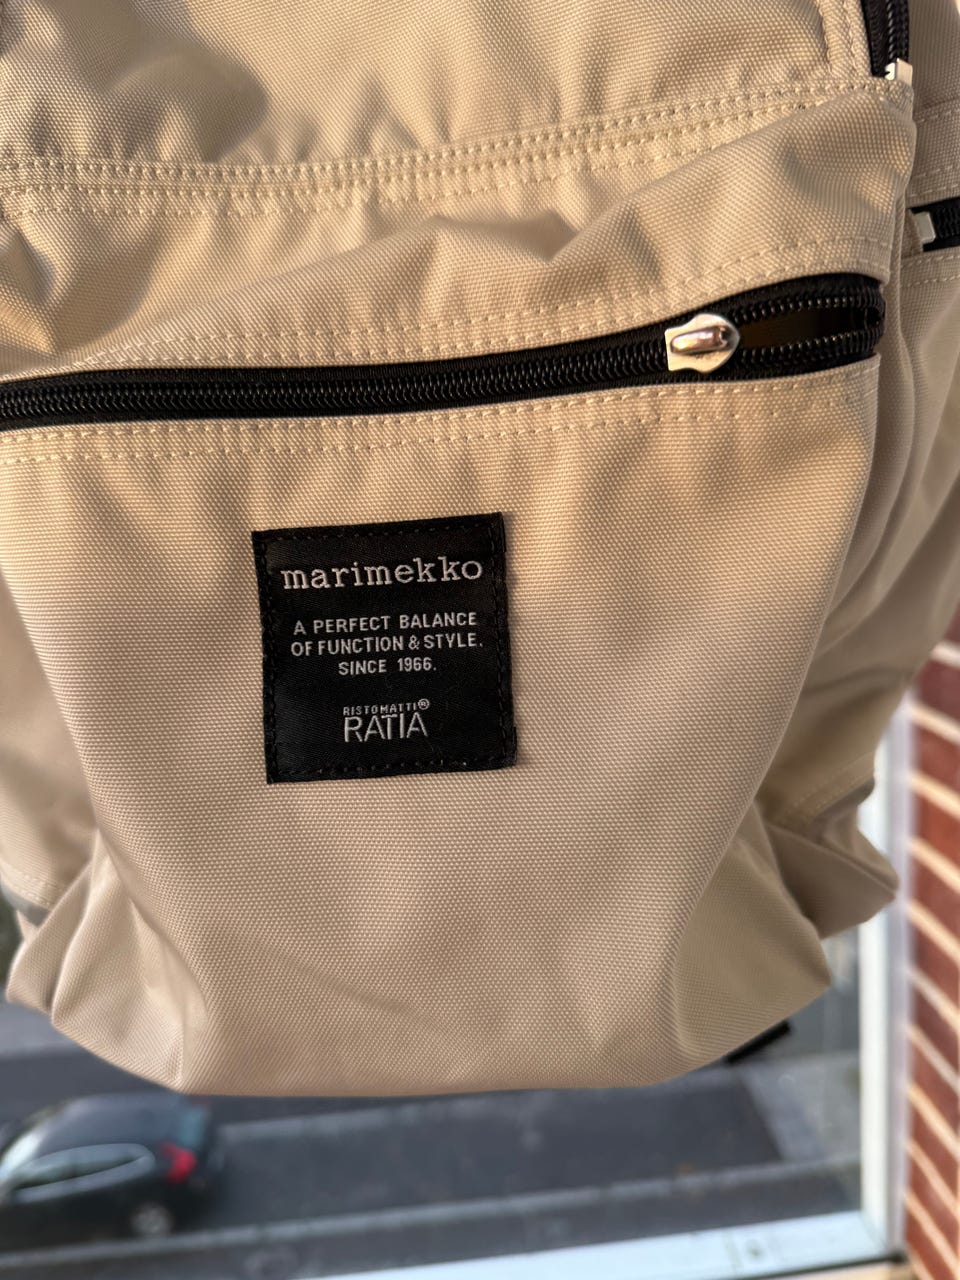 marimekko
A PERFECT BALANCE
OF FUNCTION & STYLE.
SINCE 1966.
RISTOMATTI®
RATIA